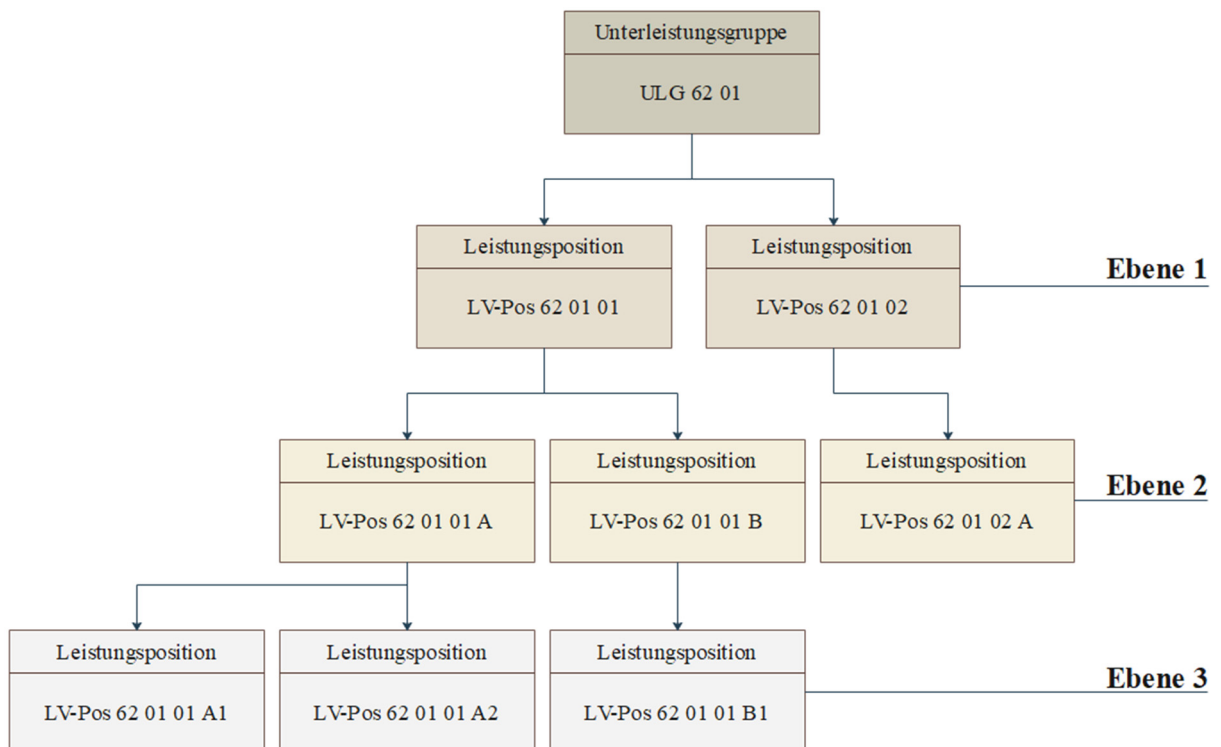 Unterleistungsgruppe
ULG 62 01
Leistungsposition
LV-Pos 62 01 01
Leistungsposition
LV-Pos 62 01 02
Ebene 1
Leistungsposition
LV-Pos 62 01 01 A
Leistungsposition
LV-Pos 62 01 01 B
Leistungsposition
LV-Pos 62 01 02 A
Ebene 2
Leistungsposition
LV-Pos 62 01 01 A1
Leistungsposition
LV-Pos 62 01 01 A2
Leistungsposition
LV-Pos 62 01 01 B1
Ebene 3